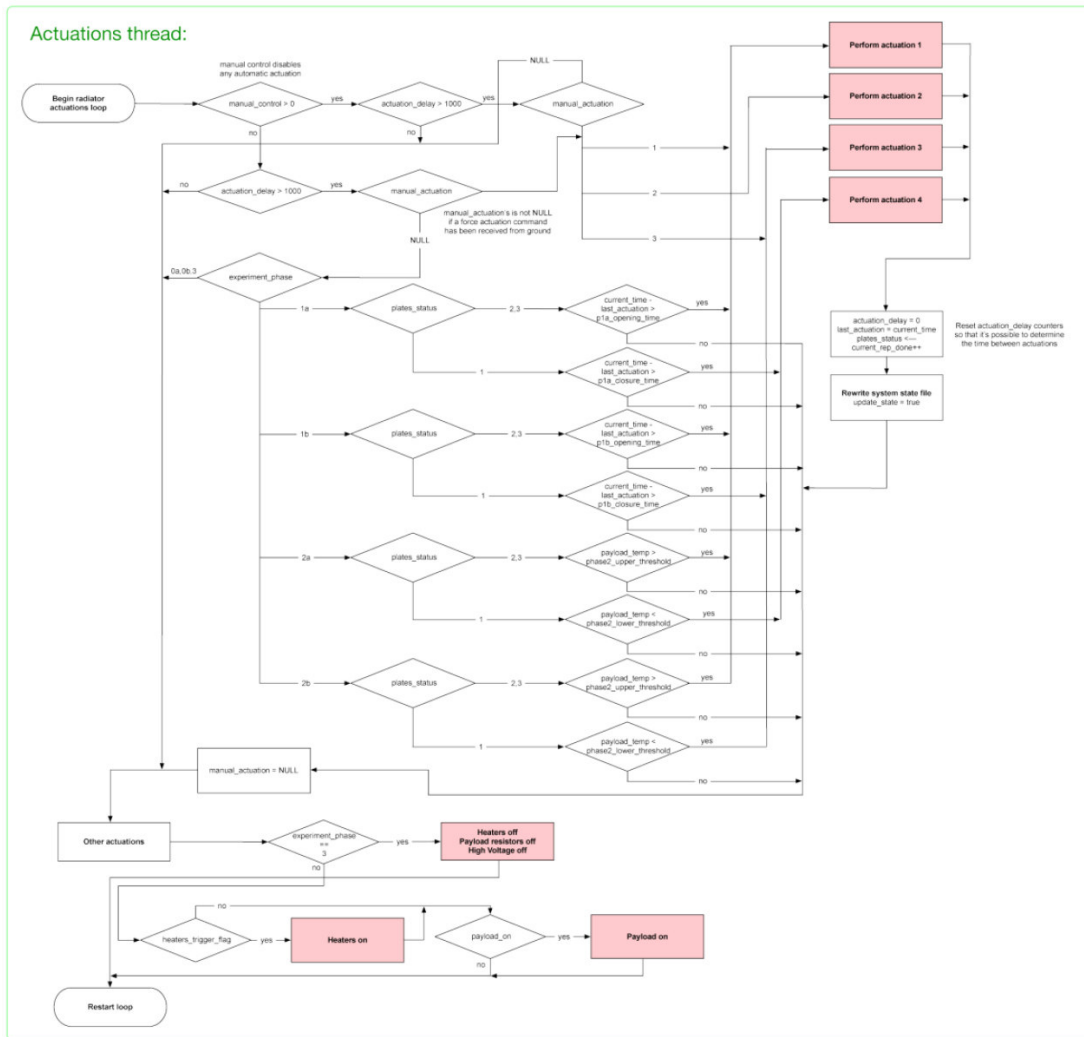 Actuations thread:
manual control disables
any automatic actuation
Begin radiator
actuations loop
manual_control > 0
yes
actuation_delay > 1000
yes
manual_actuation
NULL
no
no
no
actuation_delay > 1000
yes
manual_actuation
manual_actuation's is not NULL
if a force actuation command
has been received from ground
NULL
1
2
3
Perform actuation 1
Perform actuation 2
Perform actuation 3
Perform actuation 4
actuation_delay = 0
last_actuation = current_time
plates_status <---
current_rep_done++
Reset actuation_delay counters
so that it's possible to determine
the time between actuations
Rewrite system state file
update_state = true
0a,0b,3
experiment_phase
1a
plates_status
2,3
current_time -
last_actuation >
p1a_opening_time
yes
no
1
current_time -
last_actuation >
p1a_closure_time
yes
no
1b
plates_status
2,3
current_time -
last_actuation >
p1b_opening_time
yes
no
1
current_time -
last_actuation >
p1b_closure_time
yes
no
2a
plates_status
2,3
payload_temp >
phase2_upper_threshold
yes
no
1
payload_temp <
phase2_lower_threshold
yes
no
2b
plates_status
2,3
payload_temp >
phase2_upper_threshold
yes
no
1
payload_temp <
phase2_lower_threshold
yes
no
manual_actuation = NULL
Other actuations
experiment_phase
==
3
yes
Heaters off
Payload resistors off
High Voltage off
no
heaters_trigger_flag
no
yes
Heaters on
payload_on
yes
Payload on
no
Restart loop